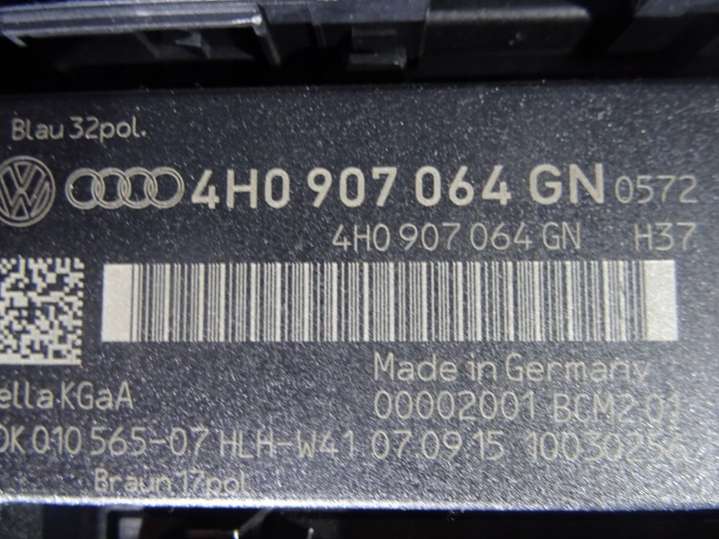 Blau 32pol.
4H0 907 064 GN 0572
4H0 907 064 GN H37
ella KGaA
Made in Germany
00002001 BCM2 01
0K 010 565-07 HLH-W41 07.09.15 10030256
Braun 17pol